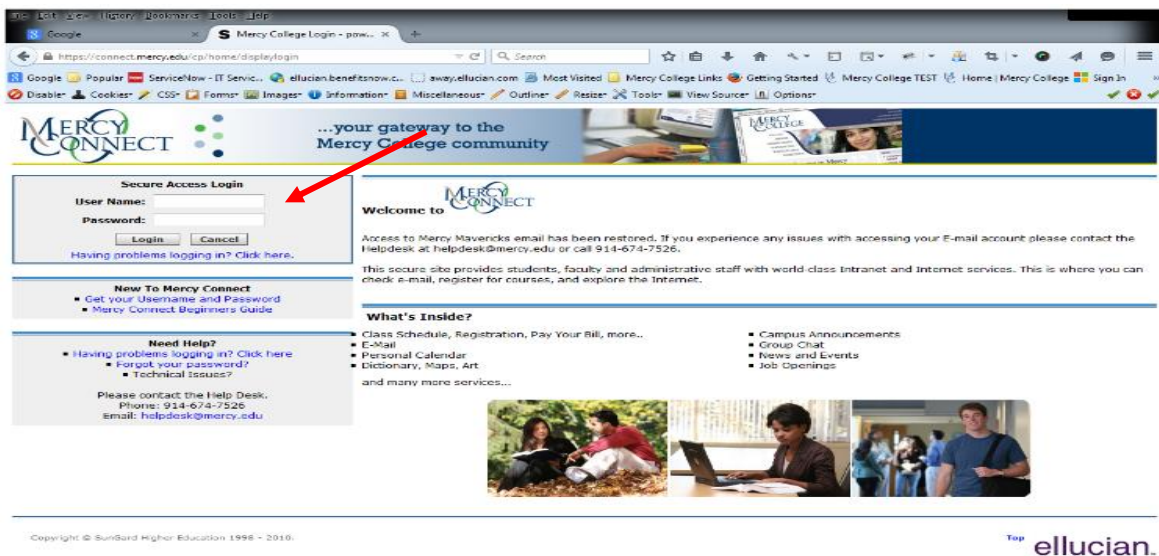 File Edit View History Bookmarks Tools Help
Google × S Mercy College Login - pow... × +
https://connect.mercy.edu/cp/home/displaylogin Search
Google Popular ServiceNow - IT Servic... ellucian.benefitsnow.c... away.ellucian.com Most Visited Mercy College Links Getting Started Mercy College TEST Home | Mercy College Sign In »
Disable▾ Cookies▾ CSS▾ Forms▾ Images▾ Information▾ Miscellaneous▾ Outline▾ Resize▾ Tools▾ View Source▾ Options▾
MERCY CONNECT
...your gateway to the
Mercy College community
MERCY COLLEGE
Secure Access Login
User Name:
Password:
Login Cancel
Having problems logging in? Click here.
New To Mercy Connect
▪ Get your Username and Password
▪ Mercy Connect Beginners Guide
Need Help?
▪ Having problems logging in? Click here
▪ Forgot your password?
▪ Technical Issues?
Please contact the Help Desk.
Phone: 914-674-7526
Email: helpdesk@mercy.edu
Welcome to MERCY CONNECT
Access to Mercy Mavericks email has been restored. If you experience any issues with accessing your E-mail account please contact the
Helpdesk at helpdesk@mercy.edu or call 914-674-7526.
This secure site provides students, faculty and administrative staff with world-class Intranet and Internet services. This is where you can
check e-mail, register for courses, and explore the Internet.
What's Inside?
▪ Class Schedule, Registration, Pay Your Bill, more..
▪ E-Mail
▪ Personal Calendar
▪ Dictionary, Maps, Art
and many more services...
▪ Campus Announcements
▪ Group Chat
▪ News and Events
▪ Job Openings
Copyright © SunGard Higher Education 1998 - 2010.
Top
ellucian.